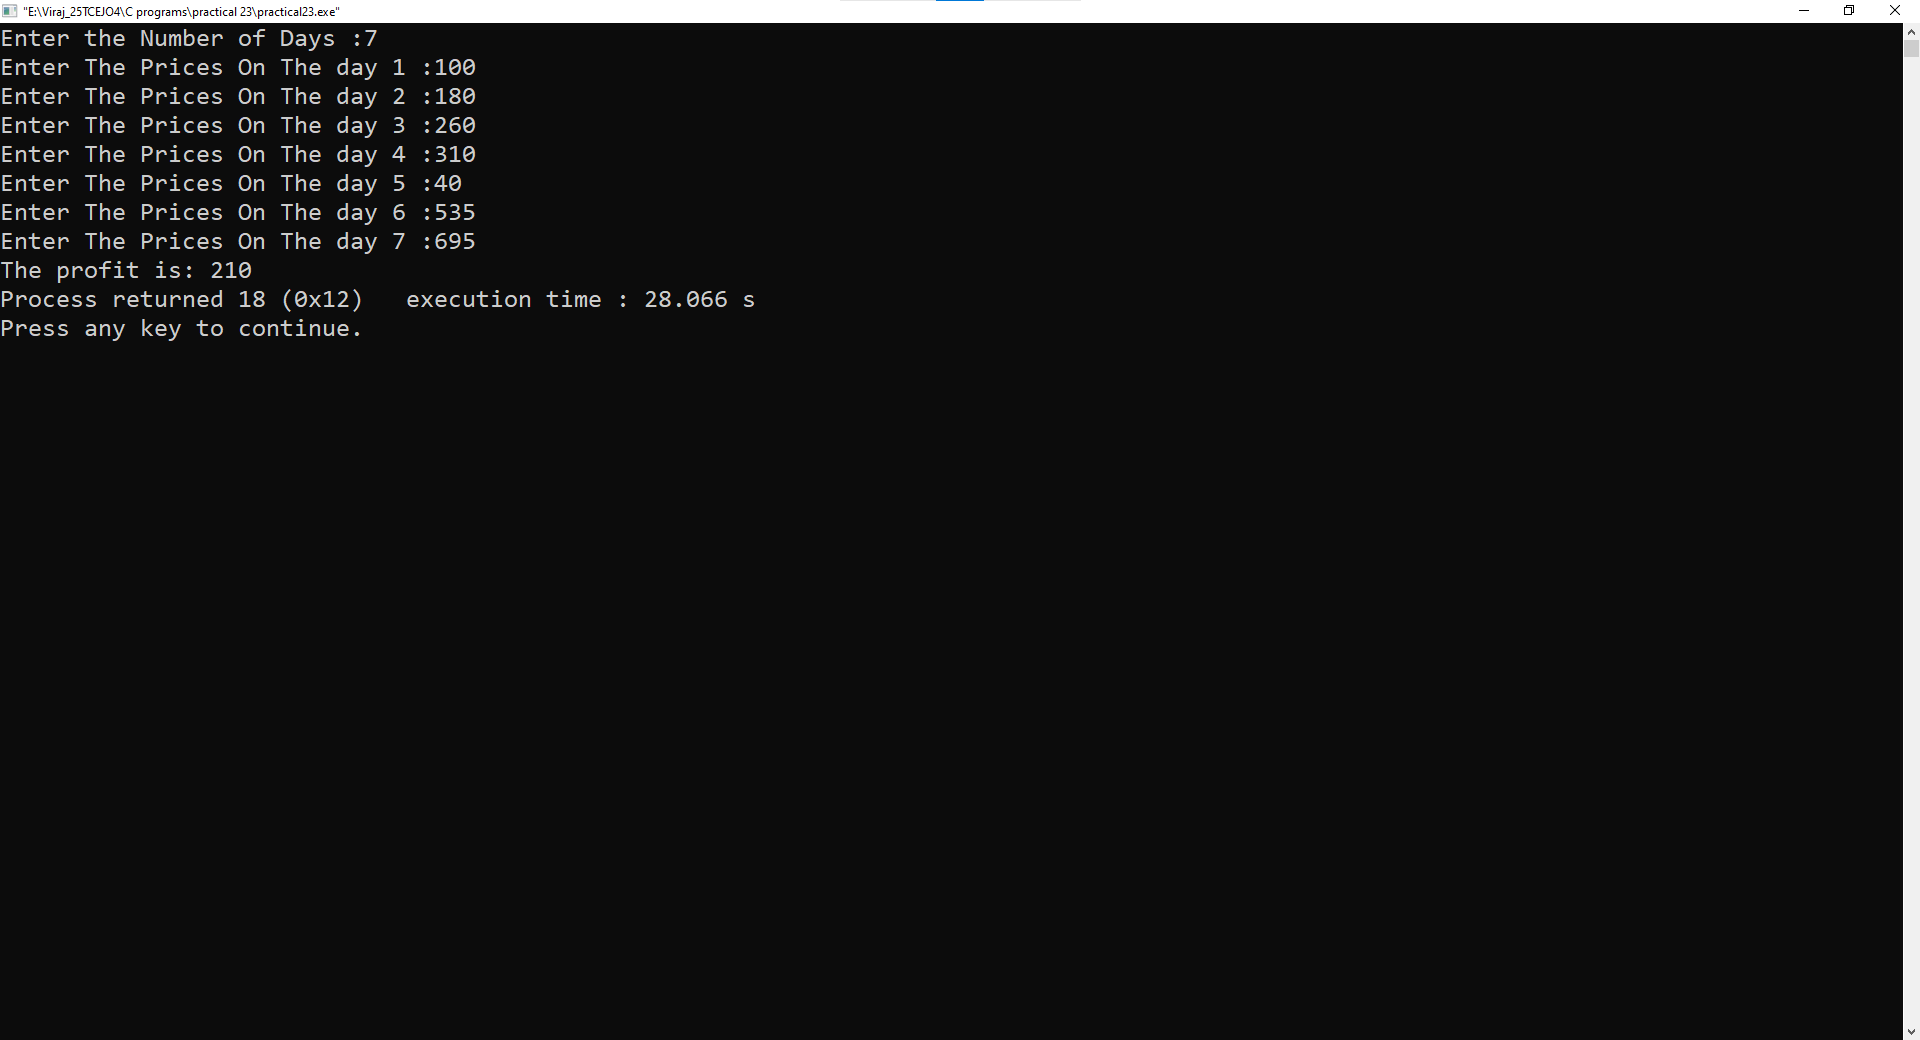 "E:\Viraj_25TCEJO4\C programs\practical 23\practical23.exe"
Enter the Number of Days :7
Enter The Prices On The day 1 :100
Enter The Prices On The day 2 :180
Enter The Prices On The day 3 :260
Enter The Prices On The day 4 :310
Enter The Prices On The day 5 :40
Enter The Prices On The day 6 :535
Enter The Prices On The day 7 :695
The profit is: 210
Process returned 18 (0x12)   execution time : 28.066 s
Press any key to continue.